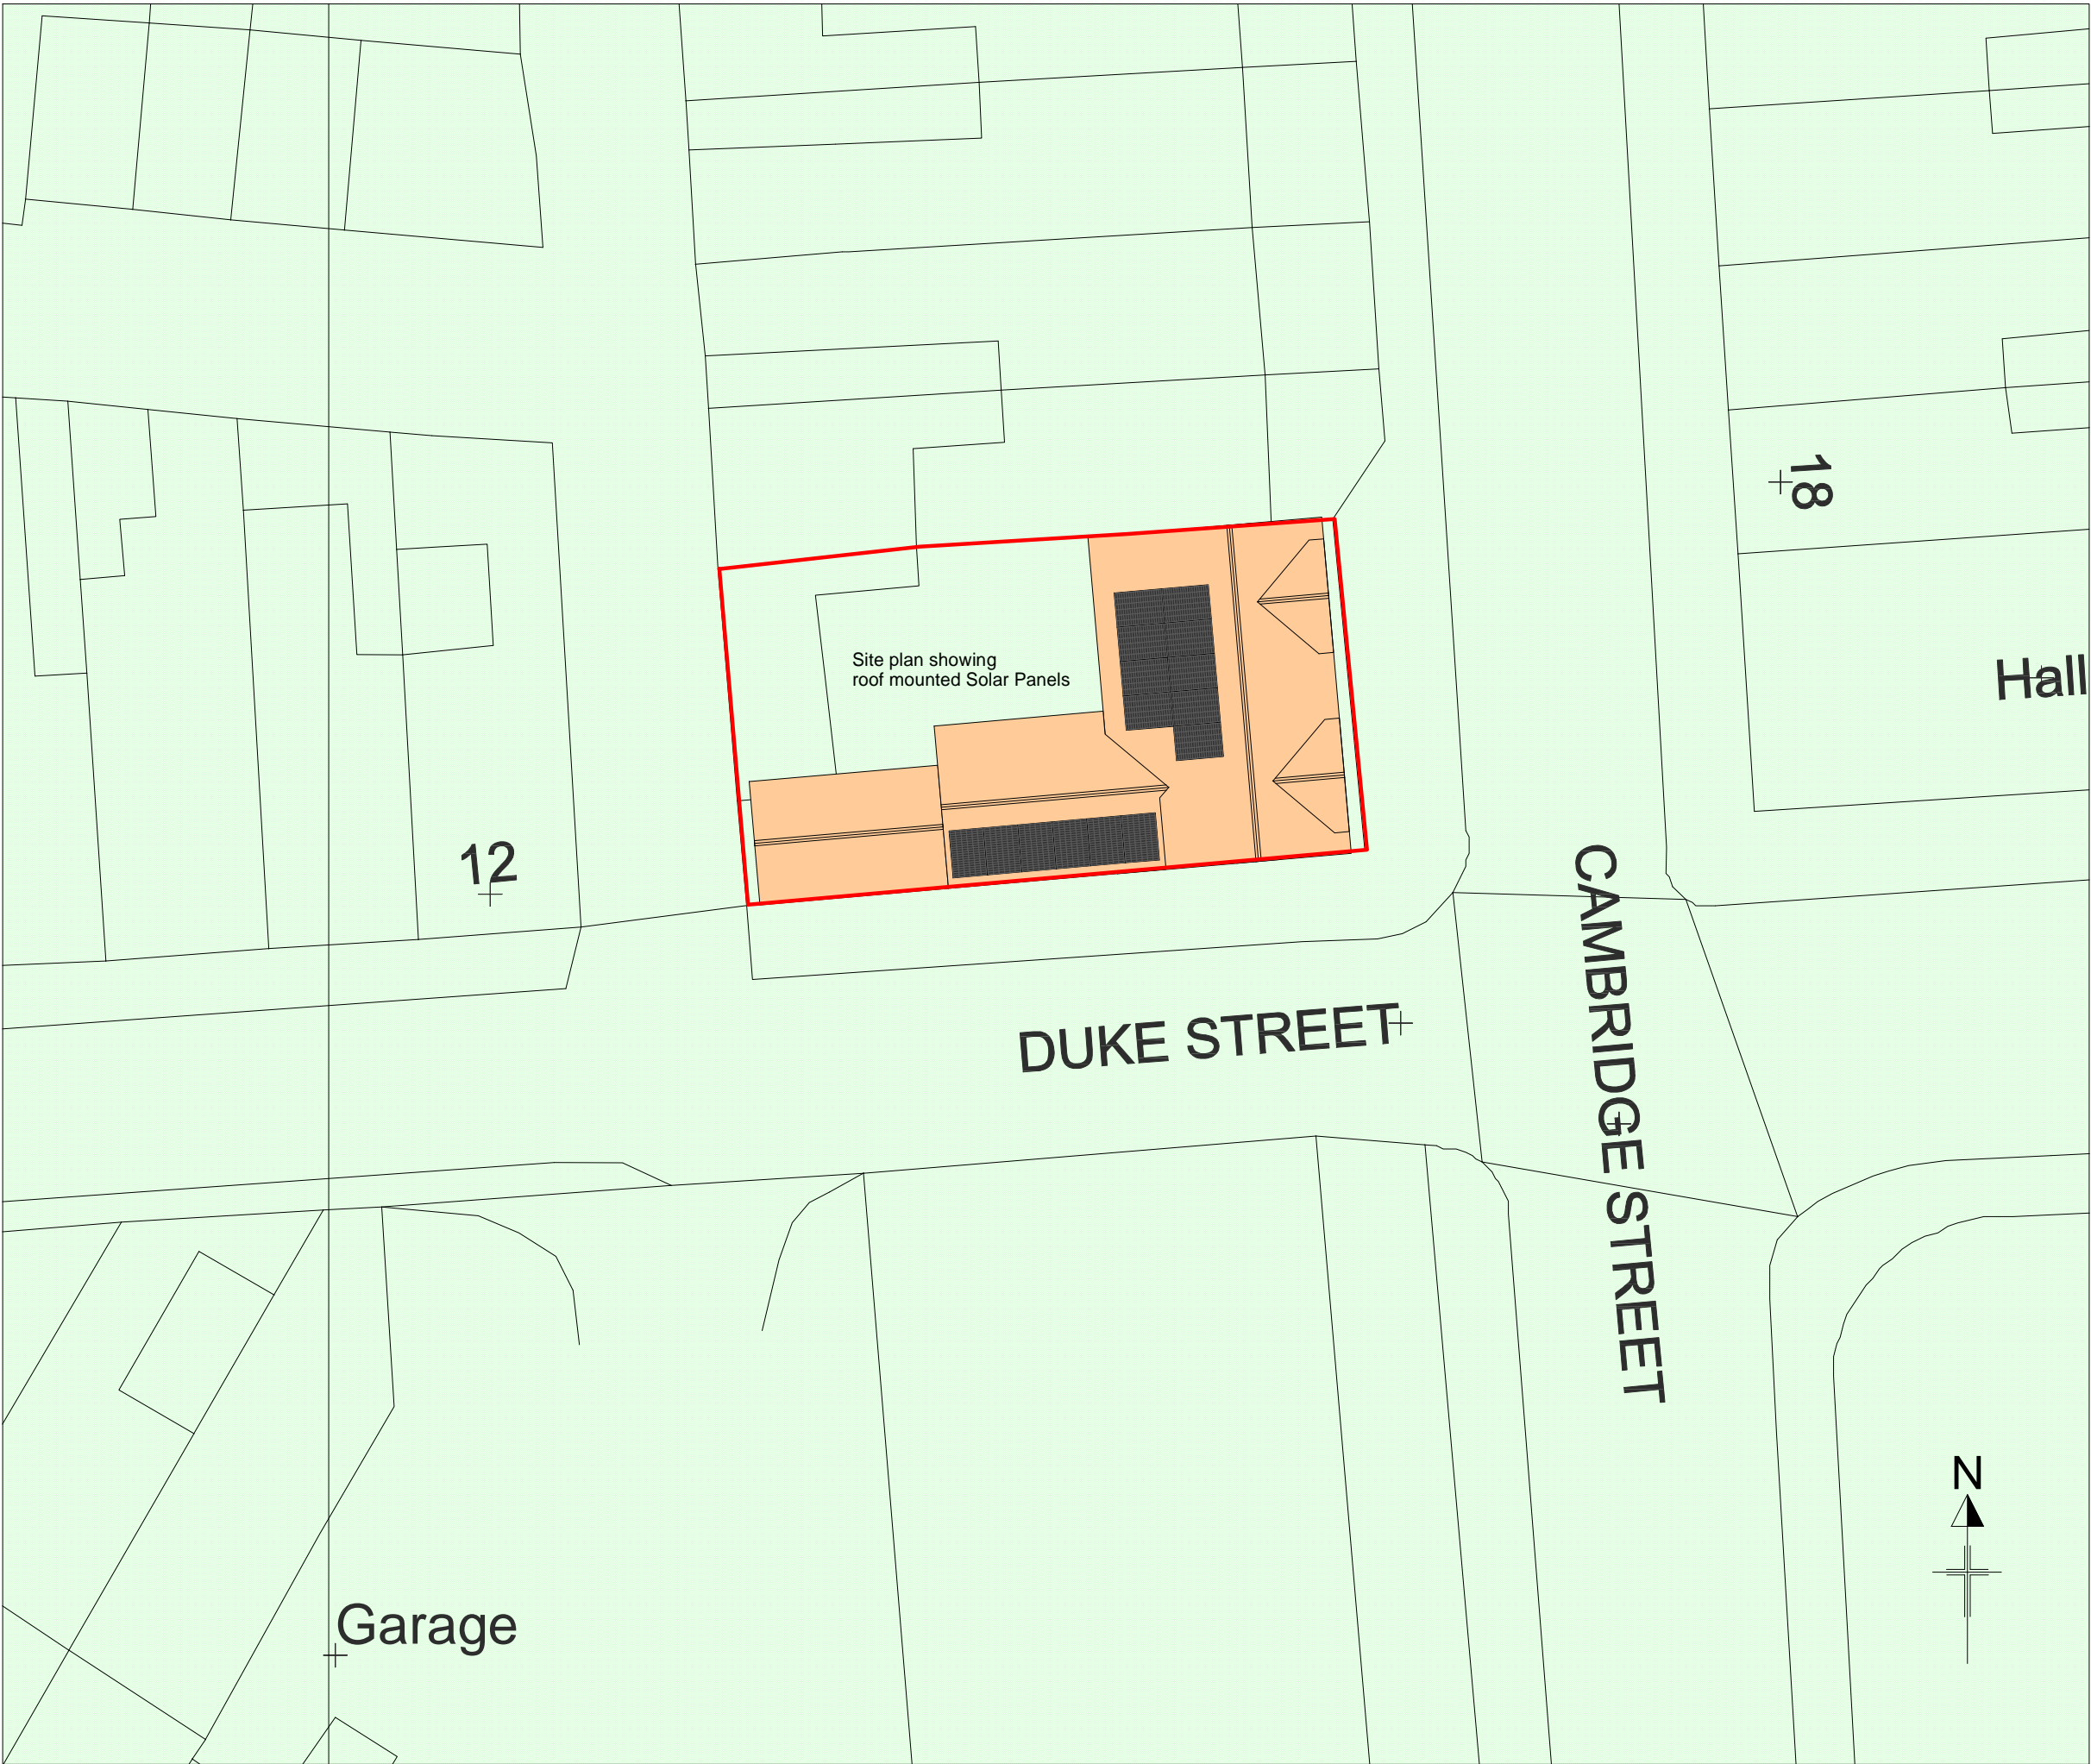 18
Site plan showing
roof mounted Solar Panels
Hall
12
DUKE STREET
CAMBRIDGE STREET
N
Garage